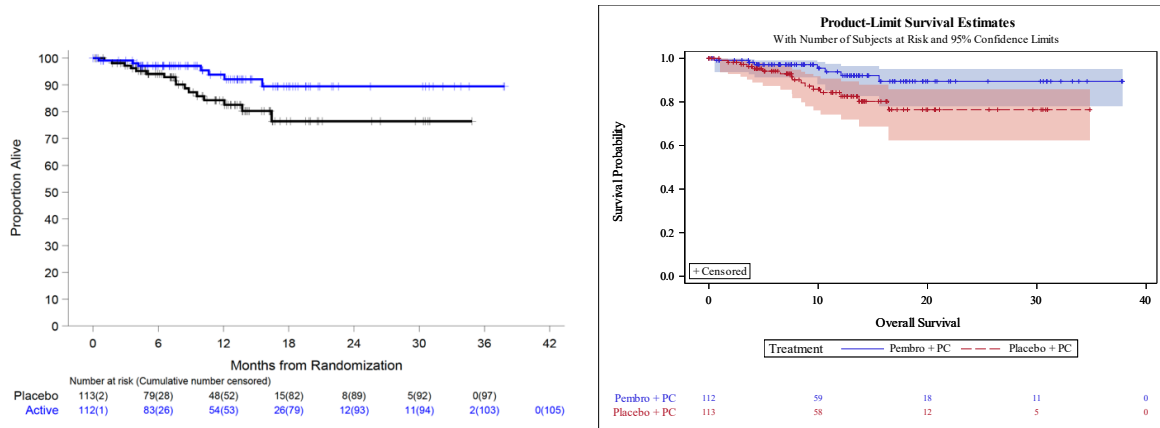 100
90
80
70
60
50
40
30
20
10
0
Proportion Alive
0 6 12 18 24 30 36 42
Months from Randomization
Number at risk (Cumulative number censored)
Placebo 113(2) 79(28) 48(52) 15(82) 8(89) 5(92) 0(97)
Active 112(1) 83(26) 54(53) 26(79) 12(93) 11(94) 2(103) 0(105)
Product-Limit Survival Estimates
With Number of Subjects at Risk and 95% Confidence Limits
1.0
0.8
0.6
0.4
0.2
0.0
Survival Probability
+ Censored
0 10 20 30 40
Overall Survival
Treatment Pembro + PC Placebo + PC
Pembro + PC 112 59 18 11 0
Placebo + PC 113 58 12 5 0